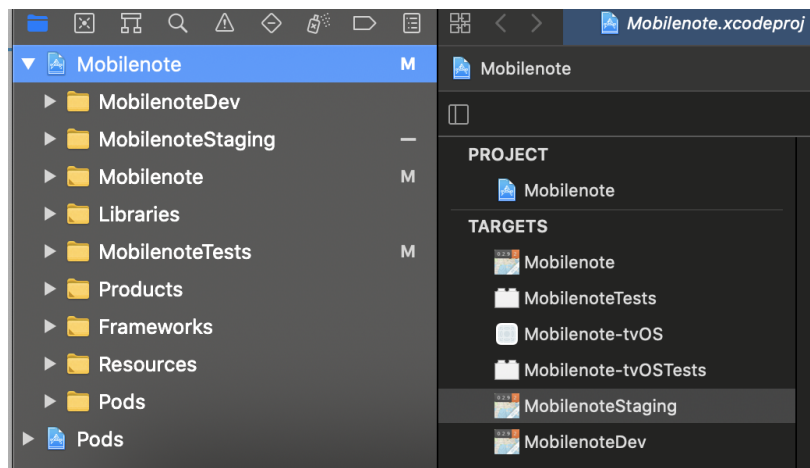 Mobilenote.xcodeproj
Mobilenote M
MobilenoteDev
MobilenoteStaging
Mobilenote M
Libraries
MobilenoteTests M
Products
Frameworks
Resources
Pods
Pods
Mobilenote
PROJECT
Mobilenote
TARGETS
Mobilenote
MobilenoteTests
Mobilenote-tvOS
Mobilenote-tvOSTests
MobilenoteStaging
MobilenoteDev